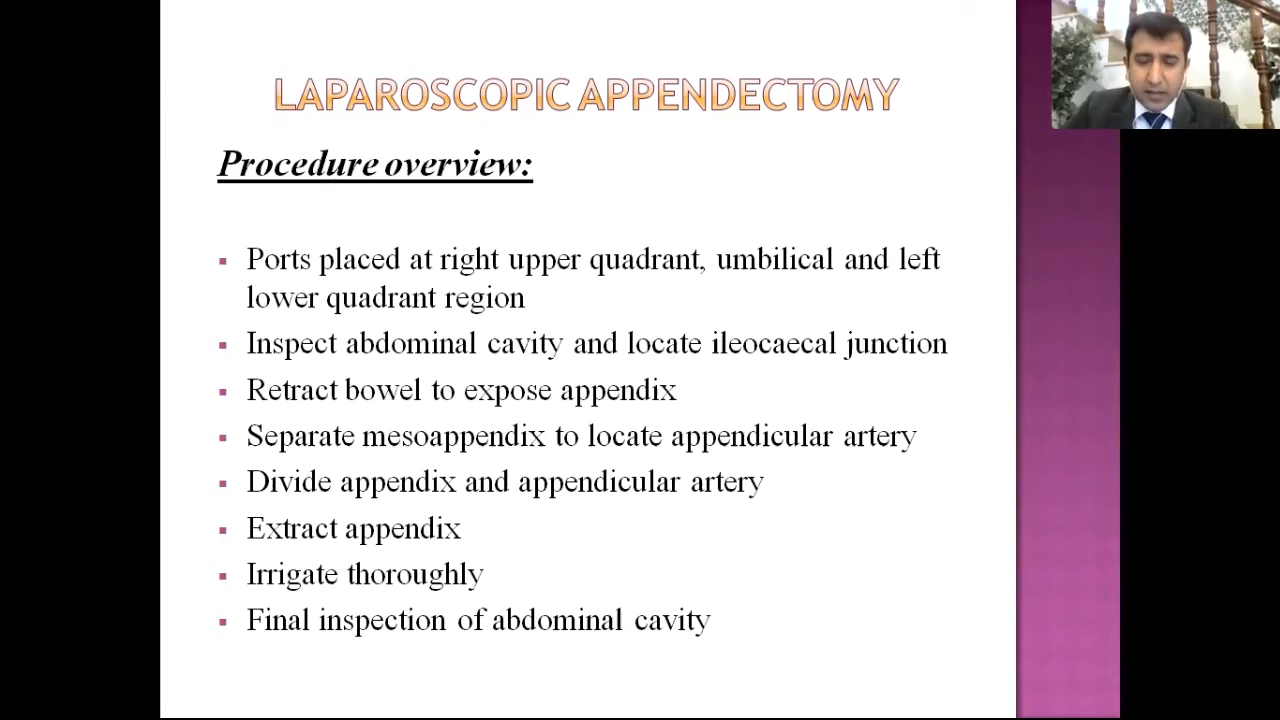 LAPAROSCOPIC APPENDECTOMY
Procedure overview:
▪ Ports placed at right upper quadrant, umbilical and left
lower quadrant region
▪ Inspect abdominal cavity and locate ileocaecal junction
▪ Retract bowel to expose appendix
▪ Separate mesoappendix to locate appendicular artery
▪ Divide appendix and appendicular artery
▪ Extract appendix
▪ Irrigate thoroughly
▪ Final inspection of abdominal cavity